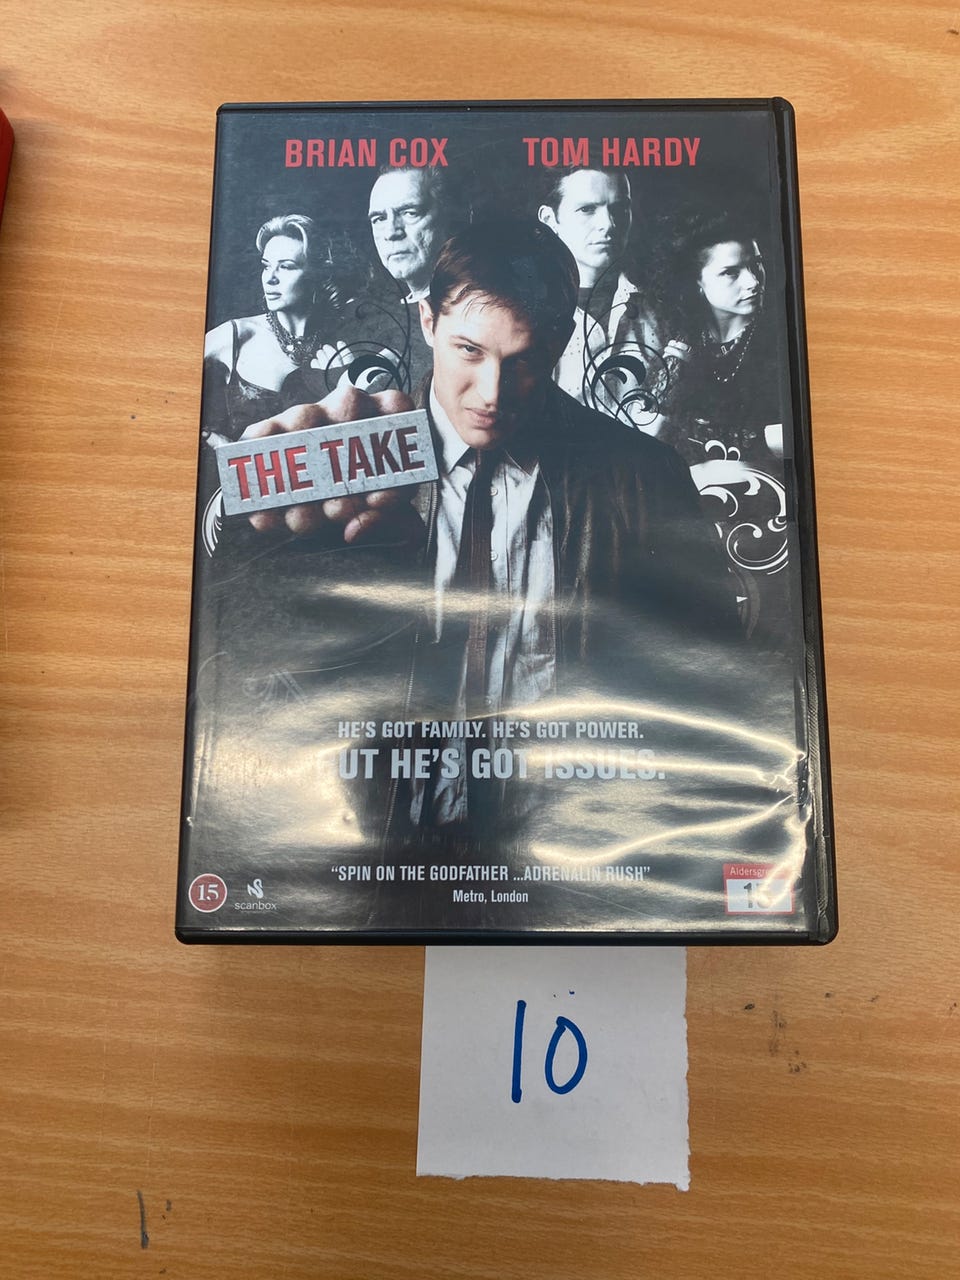 BRIAN COX TOM HARDY
THE TAKE
HE'S GOT FAMILY. HE'S GOT POWER.
UT HE'S GOT ISSUES.
"SPIN ON THE GODFATHER ...ADRENALIN RUSH"
Metro, London
15
scanbox
15
10